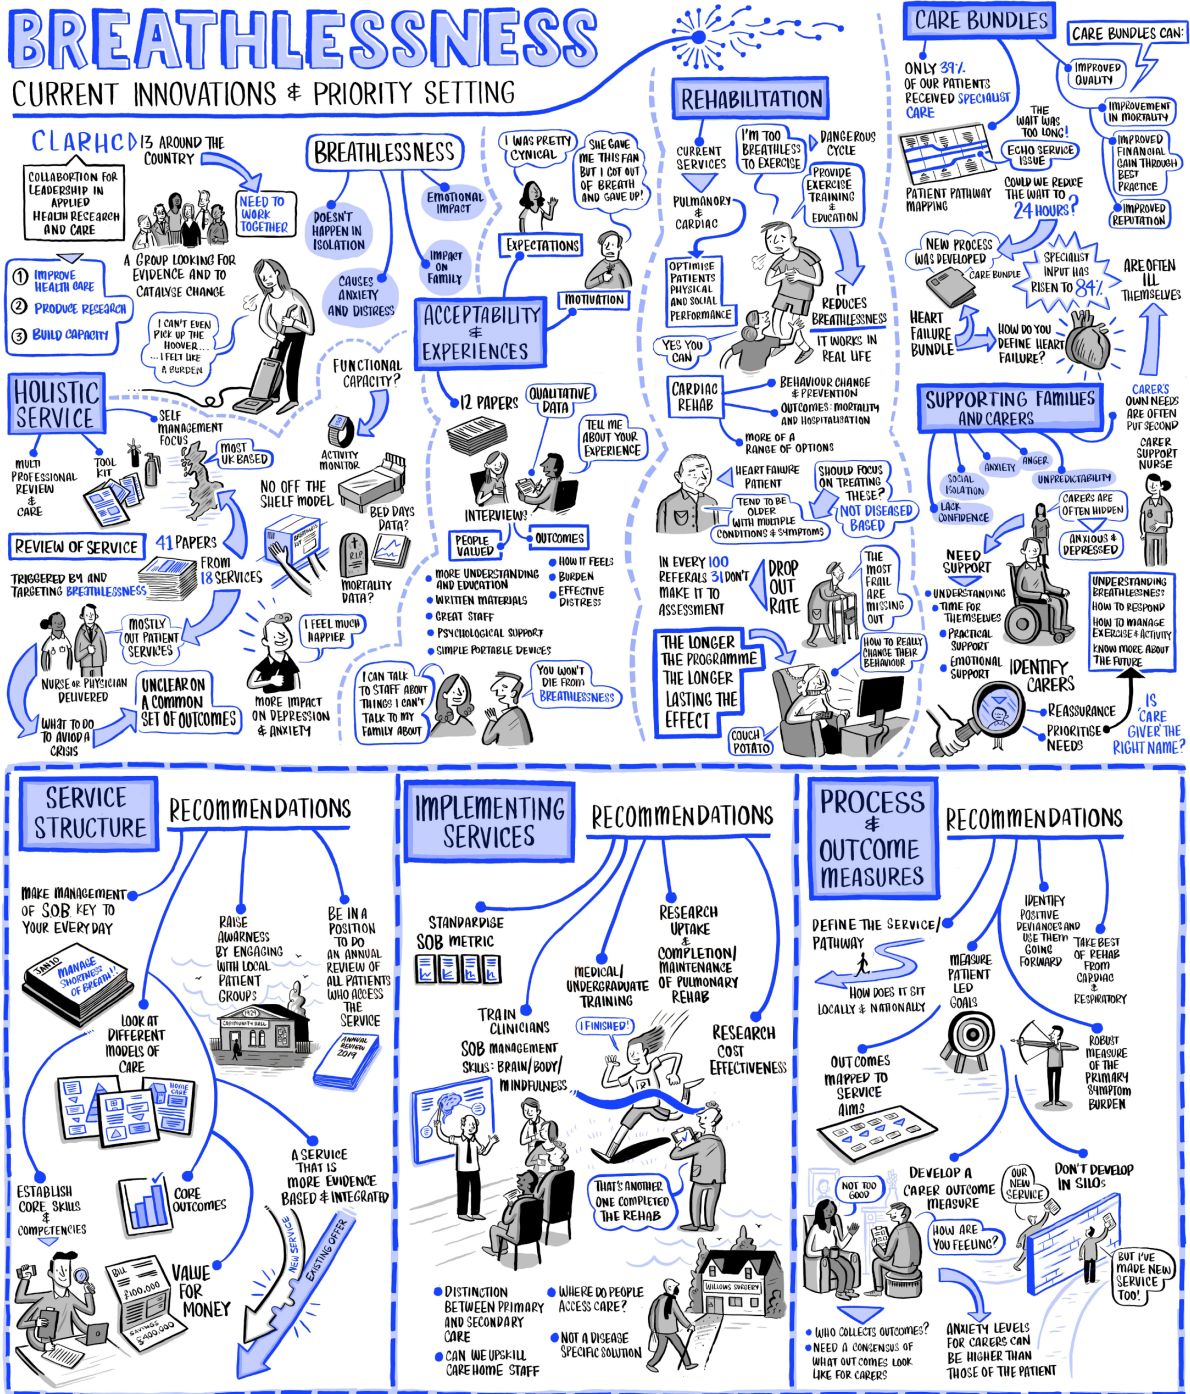 BREATHLESSNESS
CURRENT INNOVATIONS & PRIORITY SETTING
CLARHCD
13 AROUND THE
COUNTRY
COLLABORTION FOR
LEADERSHIP IN
APPLIED
HEALTH RESEARCH
AND CARE
NEED TO
WORK
TOGETHER
A GROUP LOOKING FOR
EVIDENCE AND TO
CATALYSE CHANGE
1 IMPROVE
HEALTH CARE
2 PRODUCE RESEARCH
3 BUILD CAPACITY
I CAN'T EVEN
PICK UP THE
HOOVER....
...I FELT LIKE
A BURDEN.
BREATHLESSNESS
DOESN'T
HAPPEN IN
ISOLATION
CAUSES
ANXIETY
AND DISTRESS
IMPACT
ON
FAMILY
EMOTIONAL
IMPACT
HOLISTIC
SERVICE
MULTI
PROFESSIONAL
REVIEW
&
CARE
TOOL
KIT
SELF
MANAGEMENT
FOCUS
MOST
UK BASED
REVIEW OF SERVICE
41 PAPERS
FROM
18 SERVICES
TRIGGERED BY AND
TARGETING BREATHLESSNESS
MOSTLY
OUT PATIENT
SERVICES
NURSE OR PHYSICIAN
DELIVERED
WHAT TO DO
TO AVIOD A
CRISIS
UNCLEAR ON
A COMMON
SET OF OUTCOMES
FUNCTIONAL
CAPACITY?
ACTIVITY
MONITOR
NO OFF THE
SHELF MODEL
BED DAYS
DATA?
R.I.P
MORTALITY
DATA?
I FEEL MUCH
HAPPIER
MORE IMPACT
ON DEPRESSION
& ANXIETY
I WAS PRETTY
CYNICAL
SHE GAVE
ME THIS FAN
BUT I GOT OUT
OF BREATH
AND GAVE UP!
EXPECTATIONS
MOTIVATION
ACCEPTABILITY
&
EXPERIENCES
12 PAPERS
QUALITATIVE
DATA
TELL ME
ABOUT YOUR
EXPERIENCE
INTERVIEWS
PEOPLE
VALUED
OUTCOMES
MORE UNDERSTANDING
AND EDUCATION
WRITTEN MATERIALS
GREAT STAFF
PSYCHOLOGICAL SUPPORT
SIMPLE PORTABLE DEVICES
HOW IT FEELS
BURDEN
EFFECTIVE
DISTRESS
I CAN TALK
TO STAFF ABOUT
THINGS I CAN'T
TALK TO MY
FAMILY ABOUT
YOU WON'T
DIE FROM
BREATHLESSNESS
REHABILITATION
CURRENT
SERVICES
PULMONARY
&
CARDIAC
OPTIMISE
PATIENTS
PHYSICAL
AND SOCIAL
PERFORMANCE
I'M TOO
BREATHLESS
TO EXERCISE
DANGEROUS
CYCLE
PROVIDE
EXERCISE
TRAINING
&
EDUCATION
YES YOU
CAN
IT
REDUCES
BREATHLESSNESS
IT WORKS IN
REAL LIFE
CARDIAC
REHAB
BEHAVIOUR CHANGE
& PREVENTION
OUTCOMES: MORTALITY
AND HOSPITALISATION
MORE OF A
RANGE OF OPTIONS
HEART FAILURE
PATIENT
TEND TO BE
OLDER
WITH MULTIPLE
CONDITIONS & SYMPTOMS
SHOULD FOCUS
ON TREATING
THESE?
NOT DISEASED
BASED
IN EVERY 100
REFERRALS 31 DON'T
MAKE IT TO
ASSESSMENT
DROP
OUT
RATE
THE
MOST
FRAIL
ARE
MISSING
OUT
THE LONGER
THE PROGRAMME
THE LONGER
LASTING THE
EFFECT
HOW TO REALLY
CHANGE THEIR
BEHAVIOUR
COUCH
POTATO
CARE BUNDLES
CARE BUNDLES CAN:
ONLY 39%
OF OUR PATIENTS
RECEIVED SPECIALIST
CARE
IMPROVED
QUALITY
IMPROVEMENT
IN MORTALITY
IMPROVED
FINANCIAL
GAIN THROUGH
BEST
PRACTICE
IMPROVED
REPUTATION
THE
WAIT WAS
TOO LONG!
ECHO SERVICE
ISSUE
PATIENT PATHWAY
MAPPING
COULD WE REDUCE
THE WAIT TO
24 HOURS?
NEW PROCESS
WAS DEVELOPED
CARE BUNDLE
SPECIALIST
INPUT HAS
RISEN TO 84%
HEART
FAILURE
BUNDLE
HOW DO YOU
DEFINE HEART
FAILURE?
ARE OFTEN
ILL
THEMSELVES
SUPPORTING FAMILIES
AND CARERS
CARER'S
OWN NEEDS
ARE OFTEN
PUT SECOND
SOCIAL
ISOLATION
ANXIETY
ANGER
UNPREDICTABILITY
LACK
CONFIDENCE
CARERS ARE
OFTEN HIDDEN
ANXIOUS &
DEPRESSED
CARER
SUPPORT
NURSE
NEED
SUPPORT
UNDERSTANDING
TIME FOR
THEMSELVES
PRACTICAL
SUPPORT
EMOTIONAL
SUPPORT
UNDERSTANDING
BREATHLESSNESS
HOW TO RESPOND
HOW TO MANAGE
EXERCISE & ACTIVITY
KNOW MORE ABOUT
THE FUTURE
IDENTIFY
CARERS
REASSURANCE
PRIORITISE
NEEDS
IS
'CARE
GIVER' THE
RIGHT NAME?
SERVICE
STRUCTURE
RECOMMENDATIONS
MAKE MANAGEMENT
OF SOB KEY TO
YOUR EVERYDAY
JAN 10
MANAGE
SHORTNESS
OF BREATH!!
LOOK AT
DIFFERENT
MODELS OF
CARE
HOME
CARE
RAISE
AWARNESS
BY ENGAGING
WITH LOCAL
PATIENT
GROUPS
1929
COMMUNITY HALL
BE IN A
POSITION
TO DO
AN ANNUAL
REVIEW OF
ALL PATIENTS
WHO ACCESS
THE
SERVICE
ANNUAL
REVIEW
2019
ESTABLISH
CORE SKILLS
&
COMPETENCIES
CORE
OUTCOMES
BILL
£100,000
SAVINGS
£400,000
VALUE
FOR
MONEY
A SERVICE
THAT IS
MORE EVIDENCE
BASED & INTEGRATED
NEW SERVICE
EXISTING OFFER
IMPLEMENTING
SERVICES
RECOMMENDATIONS
STANDARDISE
SOB METRIC
TRAIN
CLINICIANS
SOB MANAGEMENT
SKILLS: BRAIN/BODY/
MINDFULNESS
MEDICAL/
UNDERGRADUATE
TRAINING
RESEARCH
UPTAKE
&
COMPLETION/
MAINTENANCE
OF PULMONARY
REHAB
I FINISHED!
RESEARCH
COST
EFFECTIVENESS
THAT'S ANOTHER
ONE COMPLETED
THE REHAB
DISTINCTION
BETWEEN PRIMARY
AND SECONDARY
CARE
CAN WE UPSKILL
CARE HOME STAFF
WHERE DO PEOPLE
ACCESS CARE?
NOT A DISEASE
SPECIFIC SOLUTION
WILLOWS SURGERY
PROCESS
&
OUTCOME
MEASURES
RECOMMENDATIONS
DEFINE THE SERVICE/
PATHWAY
HOW DOES IT SIT
LOCALLY & NATIONALLY
MEASURE
PATIENT
LED
GOALS
IDENTIFY
POSITIVE
DEVIANCES AND
USE THEM
GOING
FORWARD
TAKE BEST
OF REHAB
FROM
CARDIAC
&
RESPIRATORY
OUTCOMES
MAPPED TO
SERVICE
AIMS
ROBUST
MEASURE
OF THE
PRIMARY
SYMPTOM
BURDEN
DEVELOP A
CARER OUTCOME
MEASURE
NOT TOO
GOOD
HOW ARE
YOU FEELING?
WHO COLLECTS OUTCOMES?
NEED A CONSENSUS OF
WHAT OUT COMES LOOK
LIKE FOR CARERS
ANXIETY LEVELS
FOR CARERS CAN
BE HIGHER THAN
THOSE OF THE PATIENT
DON'T DEVELOP
IN SILOs
OUR
NEW
SERVICE
BUT I'VE
MADE NEW
SERVICE
TOO!